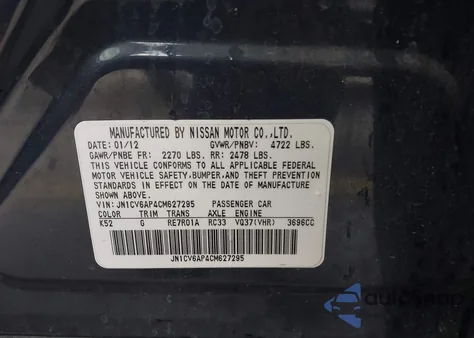 MANUFACTURED BY NISSAN MOTOR CO.,LTD.
DATE: 01/12 GVWR/PNBV: 4722 LBS.
GAWR/PNBE FR: 2270 LBS. RR: 2478 LBS.
THIS VEHICLE CONFORMS TO ALL APPLICABLE FEDERAL
MOTOR VEHICLE SAFETY,BUMPER,AND THEFT PREVENTION
STANDARDS IN EFFECT ON THE DATE OF MANUFACTURE
SHOWN ABOVE.
VIN: JN1CV6AP4CM627295 PASSENGER CAR
COLOR TRIM TRANS AXLE ENGINE
K52 G RE7R01A RC33 VQ37(VHR) 3696CC
JN1CV6AP4CM627295